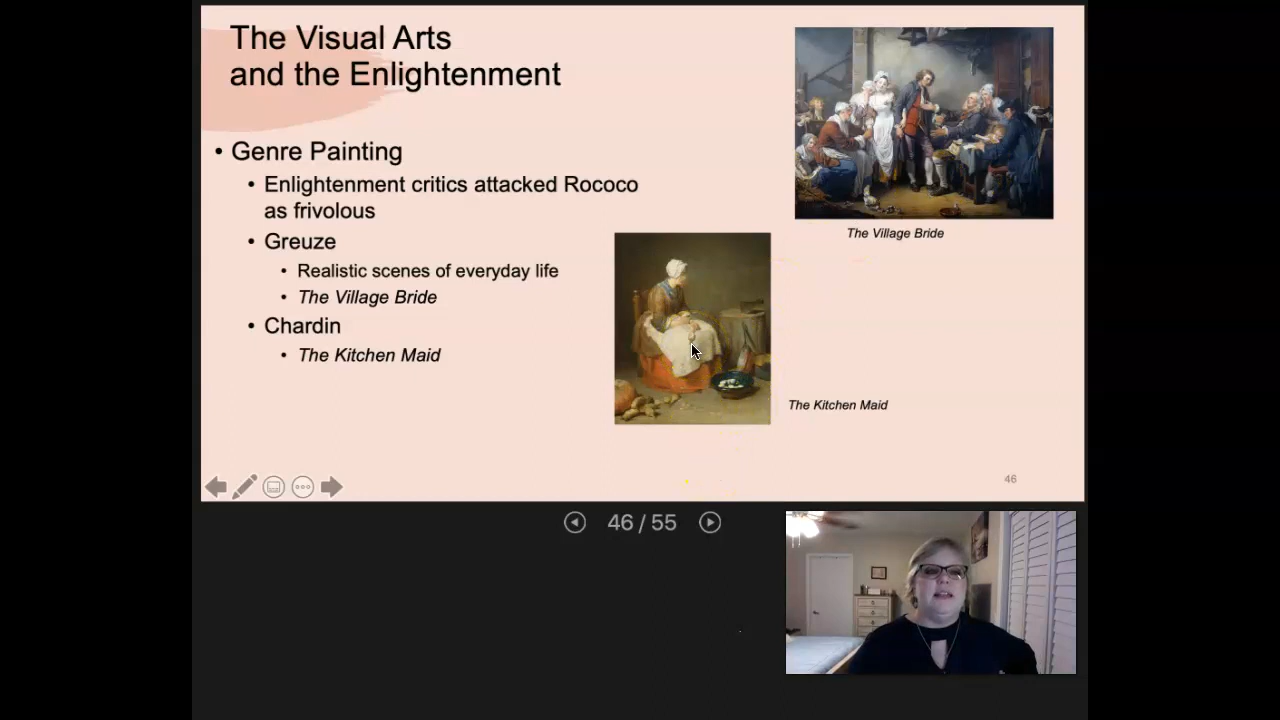 The Visual Arts
and the Enlightenment
• Genre Painting
• Enlightenment critics attacked Rococo
as frivolous
• Greuze
• Realistic scenes of everyday life
• The Village Bride
• Chardin
• The Kitchen Maid
The Village Bride
The Kitchen Maid
46
46 / 55